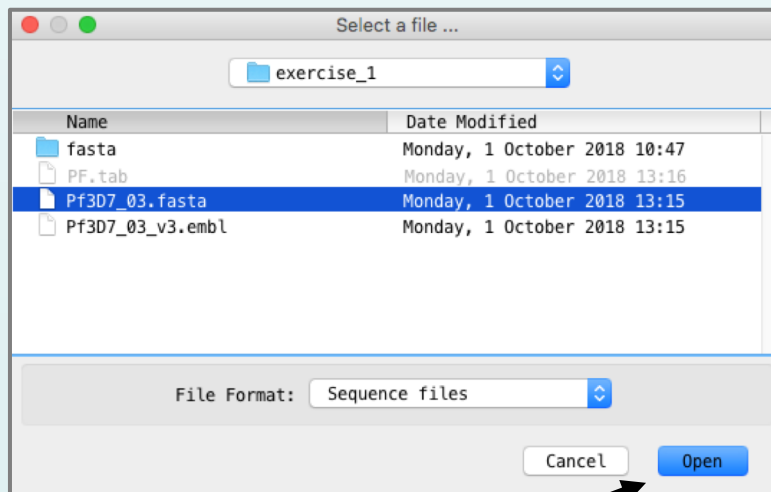 Select a file ...
exercise_1
Name Date Modified
fasta Monday, 1 October 2018 10:47
PF.tab Monday, 1 October 2018 13:16
Pf3D7_03.fasta Monday, 1 October 2018 13:15
Pf3D7_03_v3.embl Monday, 1 October 2018 13:15
File Format: Sequence files
Cancel Open